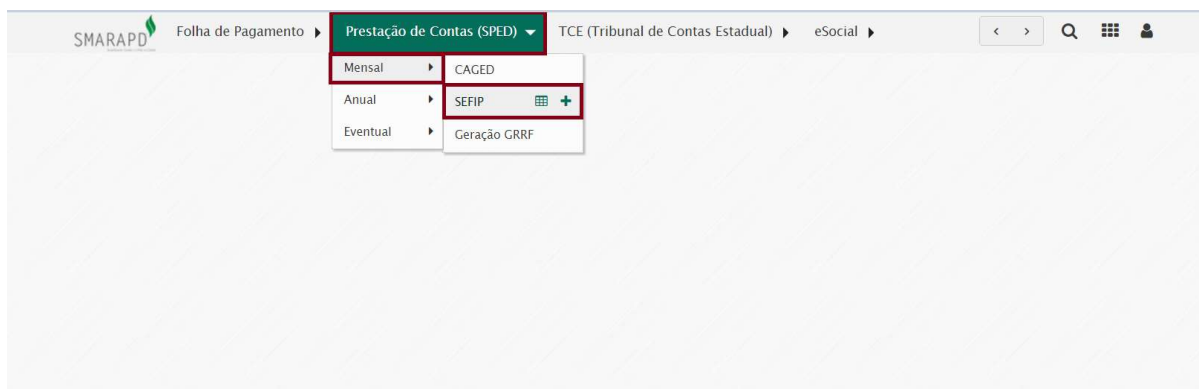 SMARAPD
Folha de Pagamento
Prestação de Contas (SPED)
TCE (Tribunal de Contas Estadual)
eSocial
Mensal
Anual
Eventual
CAGED
SEFIP
Geração GRRF